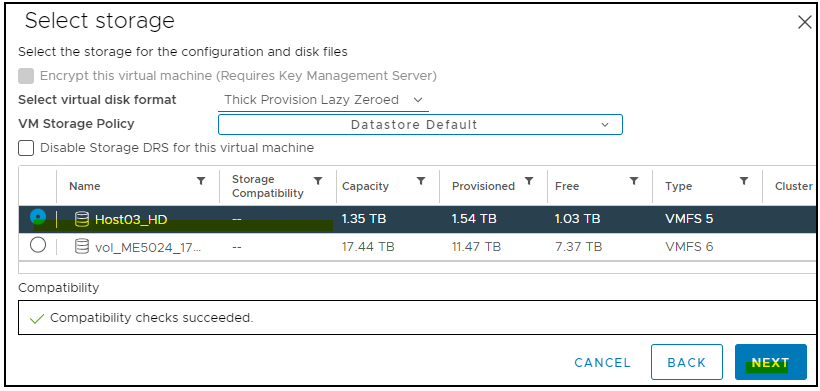 Select storage
Select the storage for the configuration and disk files
Encrypt this virtual machine (Requires Key Management Server)
Select virtual disk format Thick Provision Lazy Zeroed
VM Storage Policy Datastore Default
Disable Storage DRS for this virtual machine
Name Storage Compatibility Capacity Provisioned Free Type Cluster
Host03_HD -- 1.35 TB 1.54 TB 1.03 TB VMFS 5
vol_ME5024_17... -- 17.44 TB 11.47 TB 7.37 TB VMFS 6
Compatibility
Compatibility checks succeeded.
CANCEL BACK NEXT